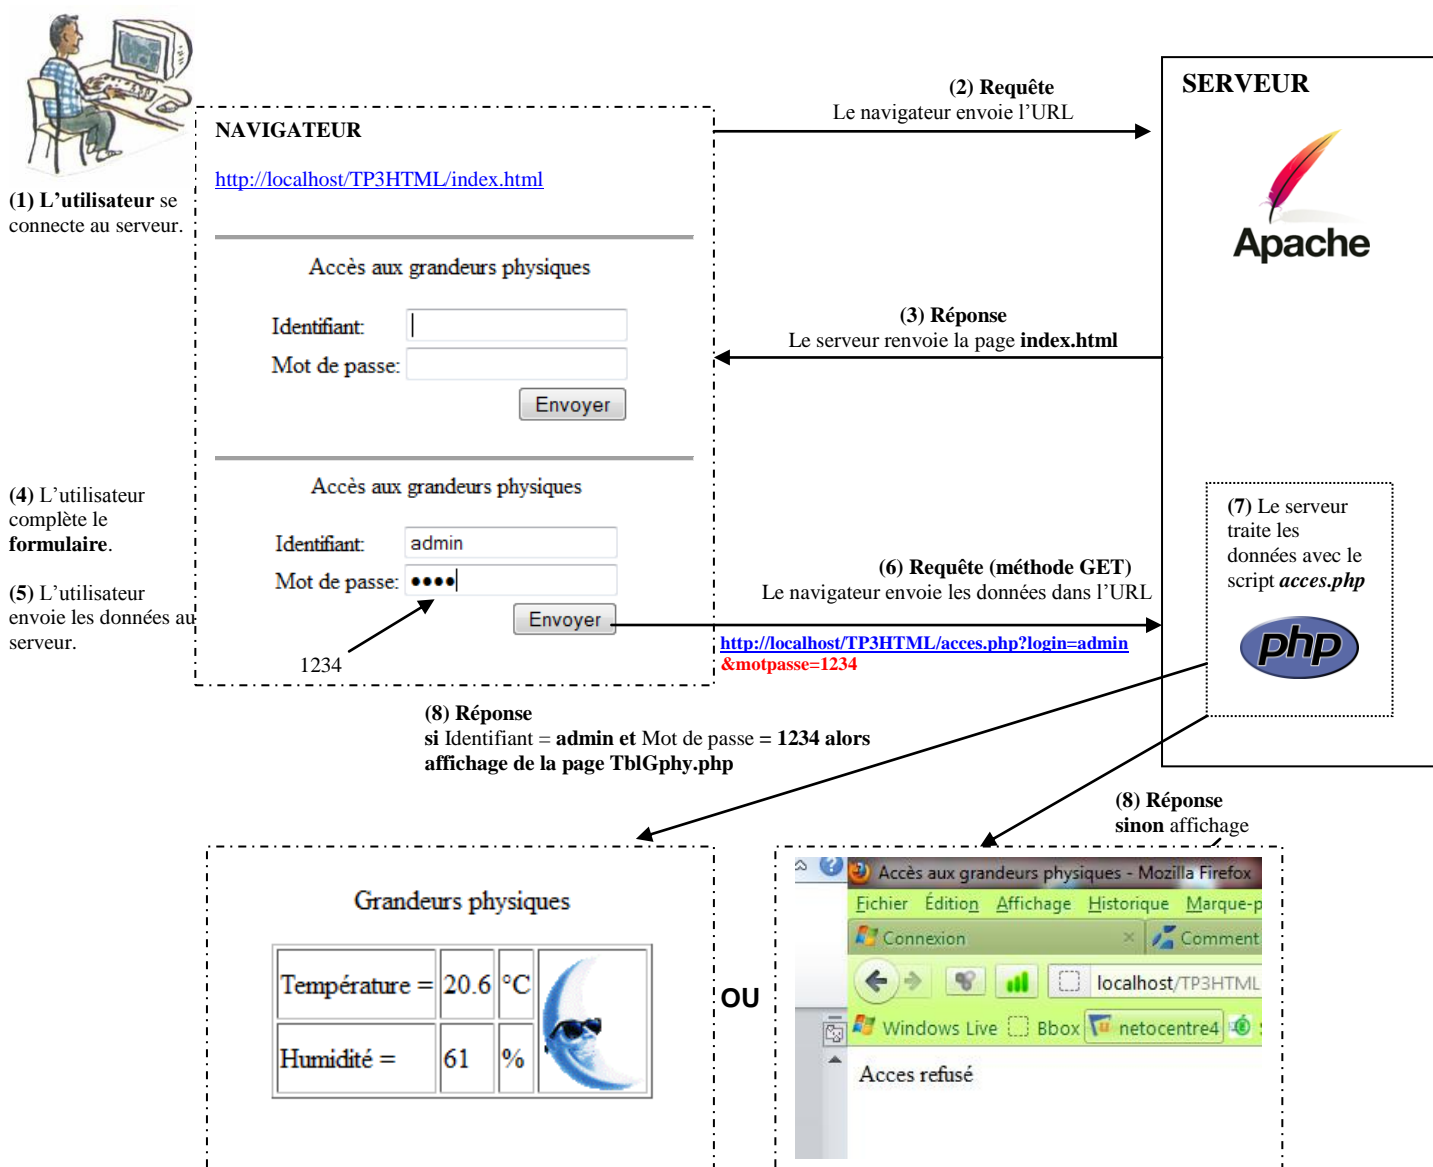 (1) L'utilisateur se
connecte au serveur.
NAVIGATEUR
http://localhost/TP3HTML/index.html
(2) Requête
Le navigateur envoie l'URL
SERVEUR
Apache
Accès aux grandeurs physiques
Identifiant:
Mot de passe:
Envoyer
(3) Réponse
Le serveur renvoie la page index.html
(4) L'utilisateur
complète le
formulaire.
(5) L'utilisateur
envoie les données au
serveur.
Accès aux grandeurs physiques
Identifiant: admin
Mot de passe: ••••
Envoyer
1234
(6) Requête (méthode GET)
Le navigateur envoie les données dans l'URL
http://localhost/TP3HTML/acces.php?login=admin
&motpasse=1234
(7) Le serveur
traite les
données avec le
script acces.php
php
(8) Réponse
si Identifiant = admin et Mot de passe = 1234 alors
affichage de la page TblGphy.php
(8) Réponse
sinon affichage
Grandeurs physiques
Température = 20.6 °C
Humidité = 61 %
OU
Accès aux grandeurs physiques - Mozilla Firefox
Fichier Édition Affichage Historique Marque-p
Connexion × Comment
localhost/TP3HTML
Windows Live Bbox netocentre4
Acces refusé